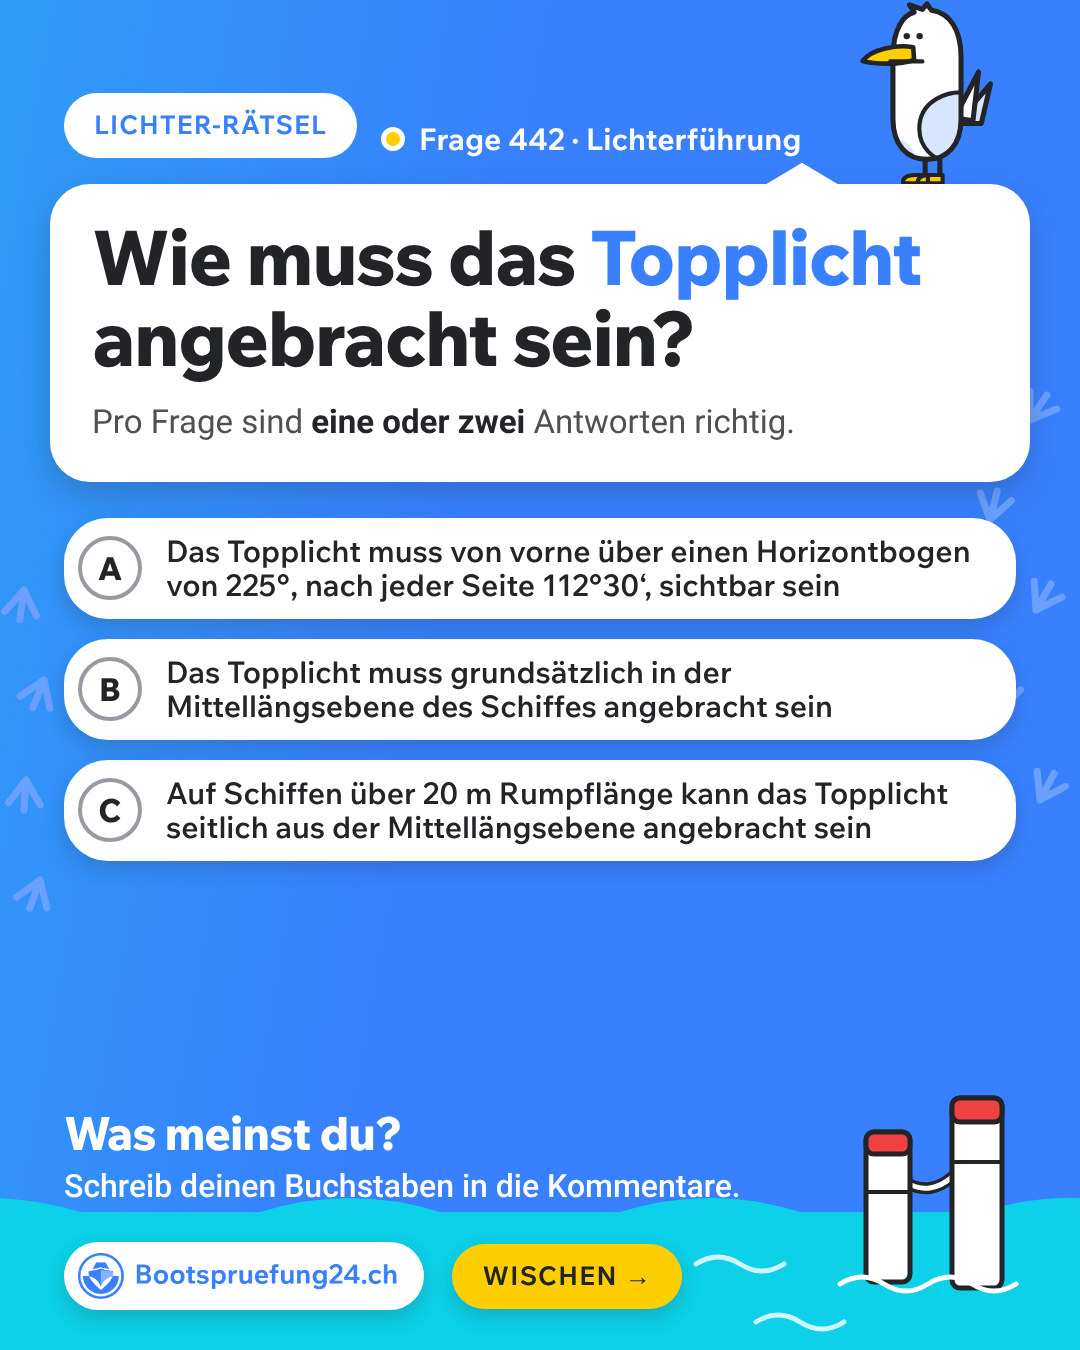 LICHTER-RÄTSEL
Frage 442 · Lichterführung
Wie muss das Topplicht
angebracht sein?
Pro Frage sind eine oder zwei Antworten richtig.
A
Das Topplicht muss von vorne über einen Horizontbogen
von 225°, nach jeder Seite 112°30‘, sichtbar sein
B
Das Topplicht muss grundsätzlich in der
Mittellängsebene des Schiffes angebracht sein
C
Auf Schiffen über 20 m Rumpflänge kann das Topplicht
seitlich aus der Mittellängsebene angebracht sein
Was meinst du?
Schreib deinen Buchstaben in die Kommentare.
Bootspruefung24.ch
WISCHEN →